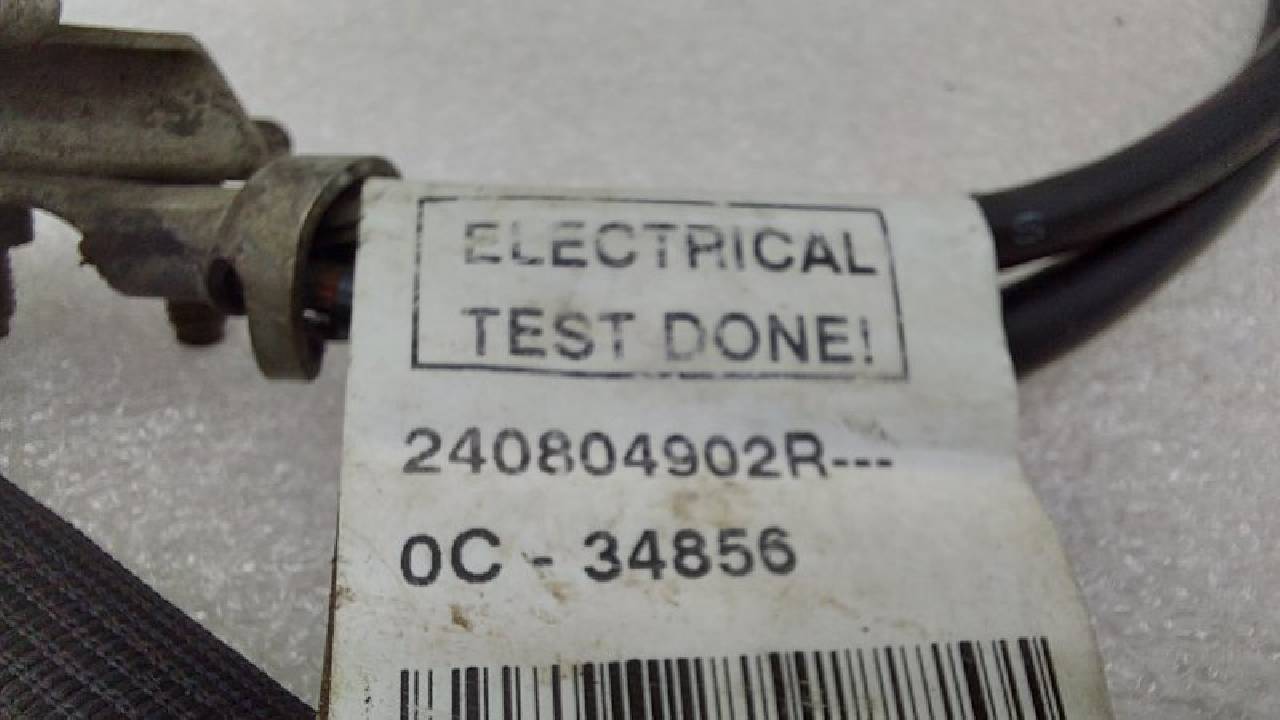 ELECTRICAL
TEST DONE!
240804902R---
0C - 34856